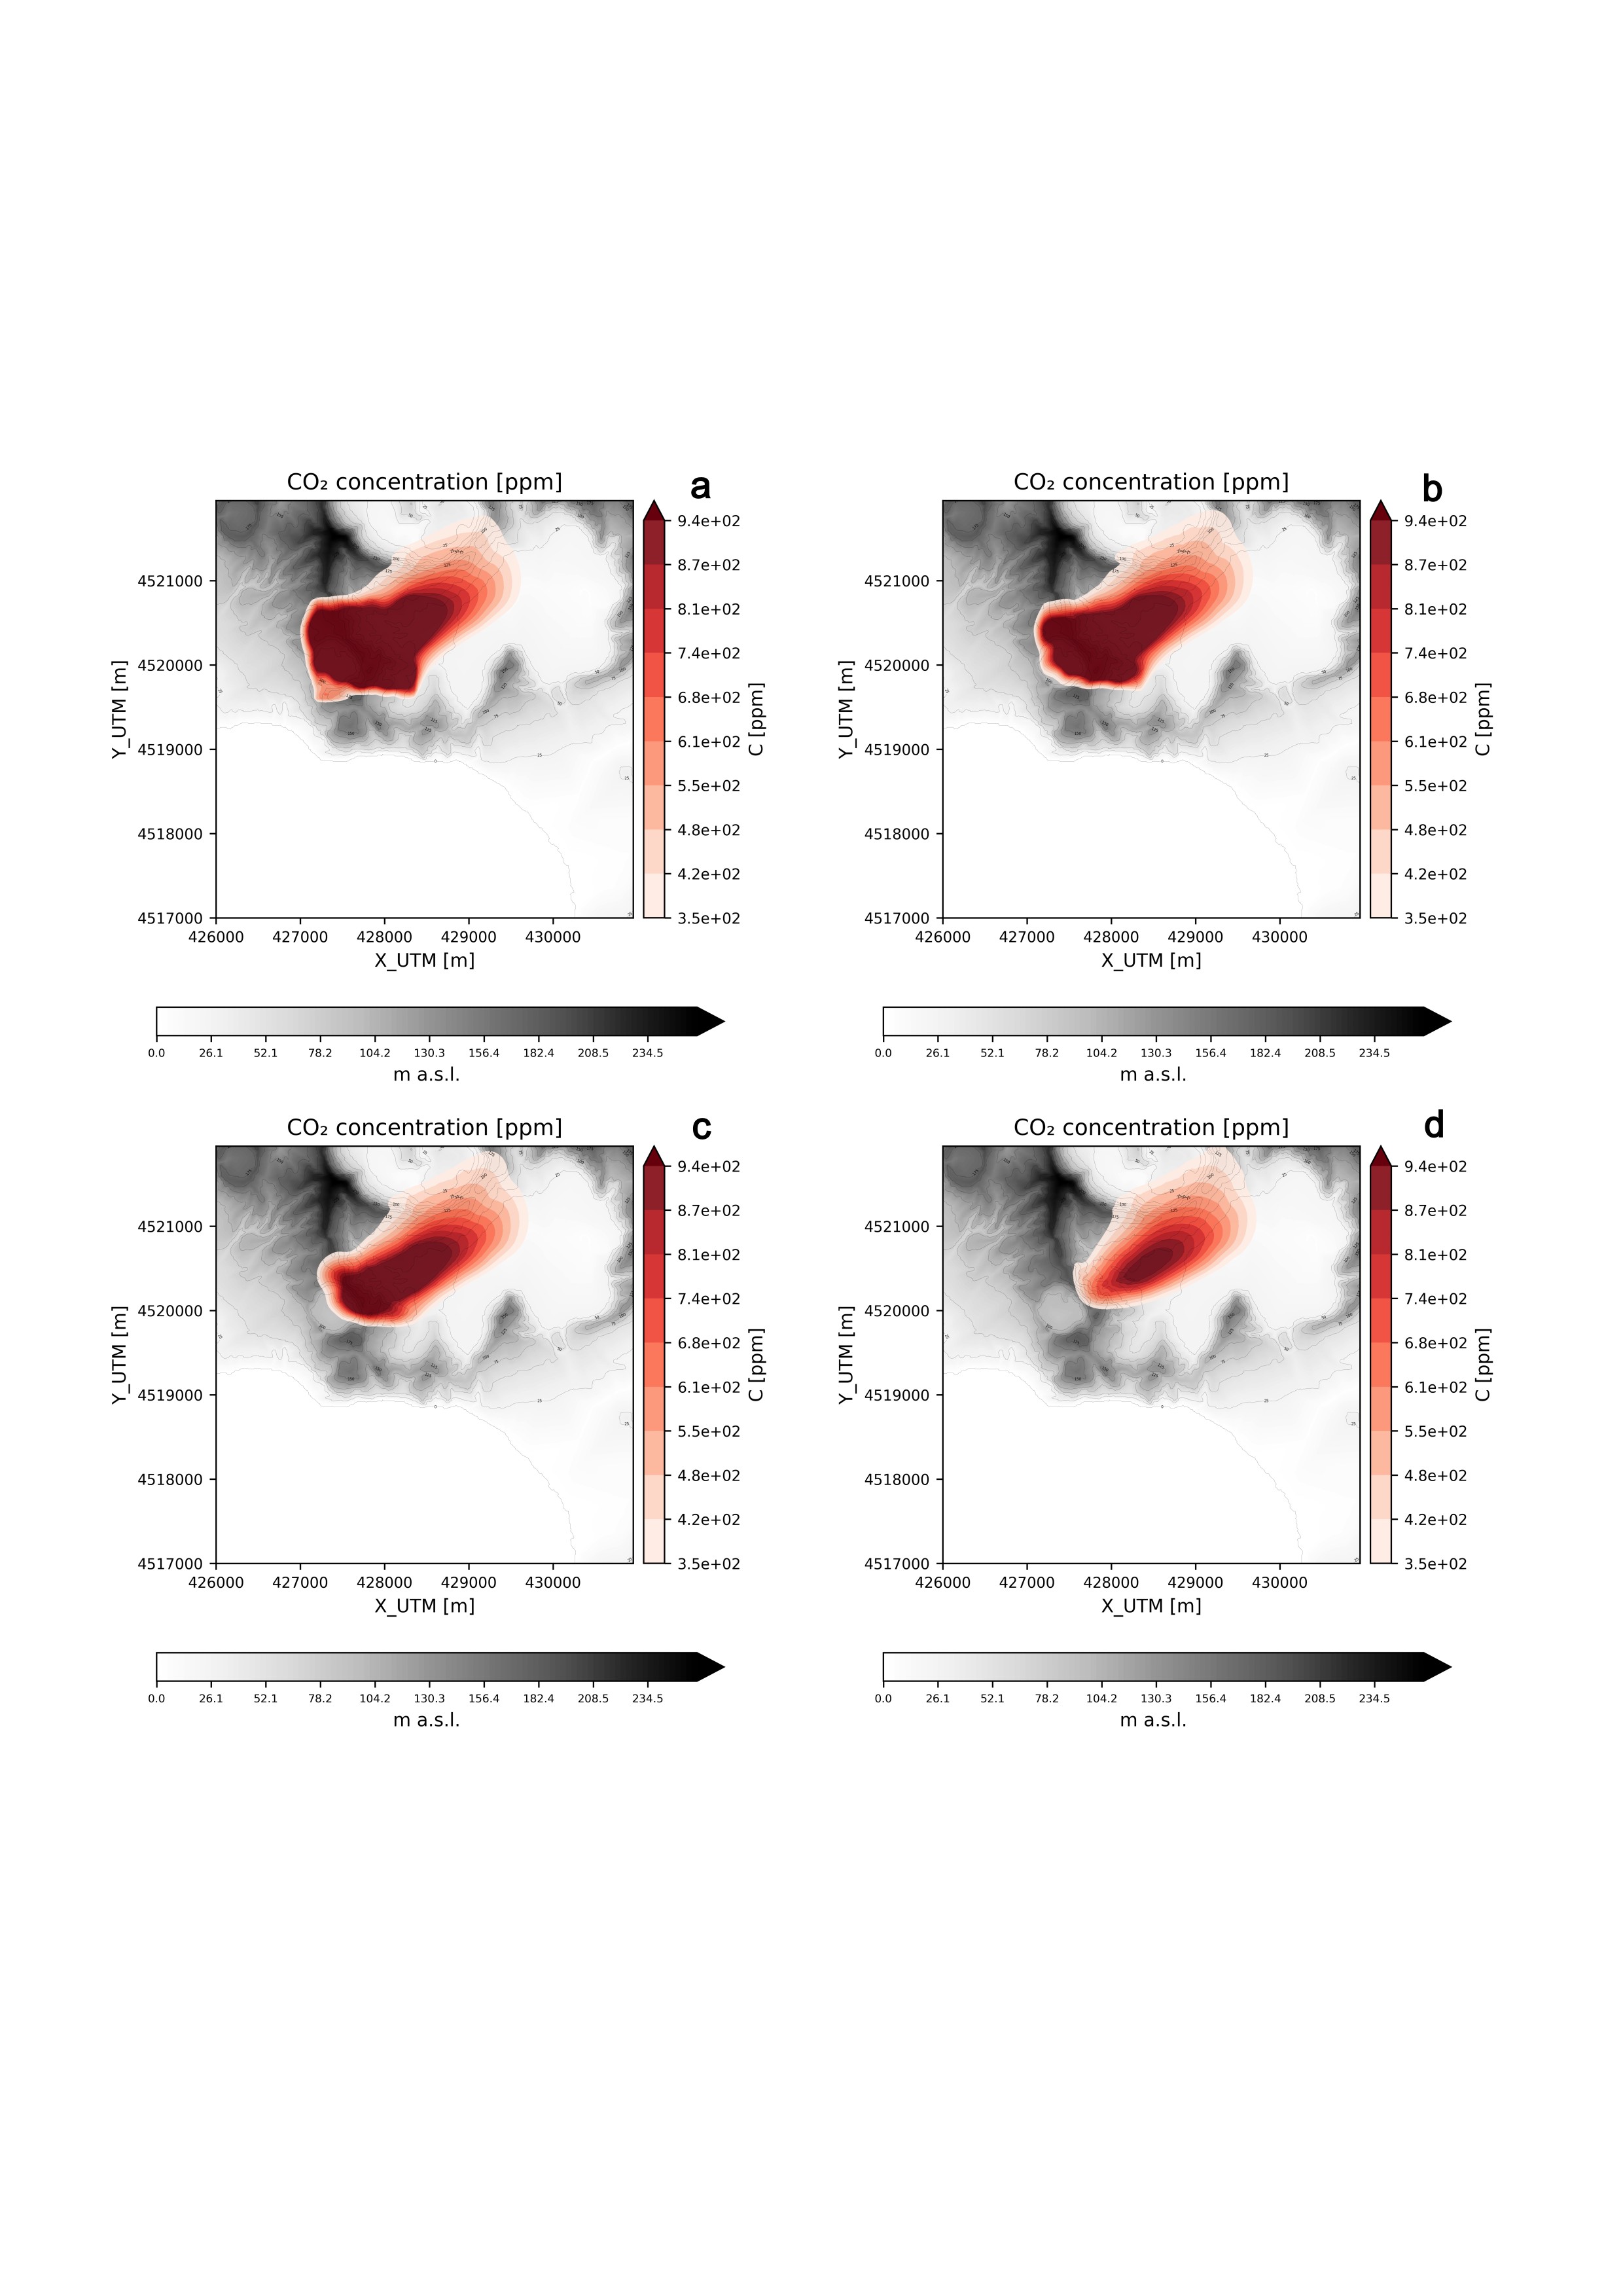 CO₂ concentration [ppm]
a
Y_UTM [m]
4521000
4520000
4519000
4518000
4517000
426000 427000 428000 429000 430000
X_UTM [m]
9.4e+02
8.7e+02
8.1e+02
7.4e+02
6.8e+02
6.1e+02
5.5e+02
4.8e+02
4.2e+02
3.5e+02
C [ppm]
0.0 26.1 52.1 78.2 104.2 130.3 156.4 182.4 208.5 234.5
m a.s.l.
CO₂ concentration [ppm]
b
Y_UTM [m]
4521000
4520000
4519000
4518000
4517000
426000 427000 428000 429000 430000
X_UTM [m]
9.4e+02
8.7e+02
8.1e+02
7.4e+02
6.8e+02
6.1e+02
5.5e+02
4.8e+02
4.2e+02
3.5e+02
C [ppm]
0.0 26.1 52.1 78.2 104.2 130.3 156.4 182.4 208.5 234.5
m a.s.l.
CO₂ concentration [ppm]
c
Y_UTM [m]
4521000
4520000
4519000
4518000
4517000
426000 427000 428000 429000 430000
X_UTM [m]
9.4e+02
8.7e+02
8.1e+02
7.4e+02
6.8e+02
6.1e+02
5.5e+02
4.8e+02
4.2e+02
3.5e+02
C [ppm]
0.0 26.1 52.1 78.2 104.2 130.3 156.4 182.4 208.5 234.5
m a.s.l.
CO₂ concentration [ppm]
d
Y_UTM [m]
4521000
4520000
4519000
4518000
4517000
426000 427000 428000 429000 430000
X_UTM [m]
9.4e+02
8.7e+02
8.1e+02
7.4e+02
6.8e+02
6.1e+02
5.5e+02
4.8e+02
4.2e+02
3.5e+02
C [ppm]
0.0 26.1 52.1 78.2 104.2 130.3 156.4 182.4 208.5 234.5
m a.s.l.